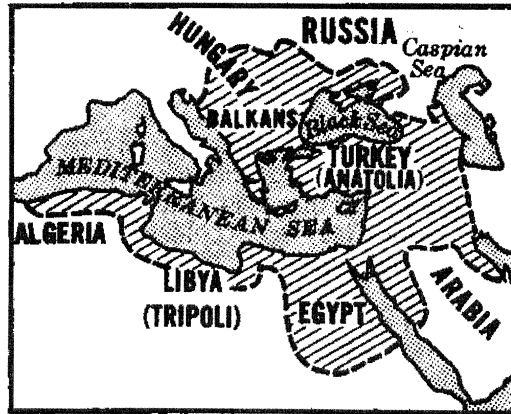 RUSSIA
HUNGARY
Caspian
Sea
BALKANS
Black Sea
TURKEY
(ANATOLIA)
MEDITERRANEAN SEA
ALGERIA
LIBYA
(TRIPOLI)
EGYPT
ARABIA